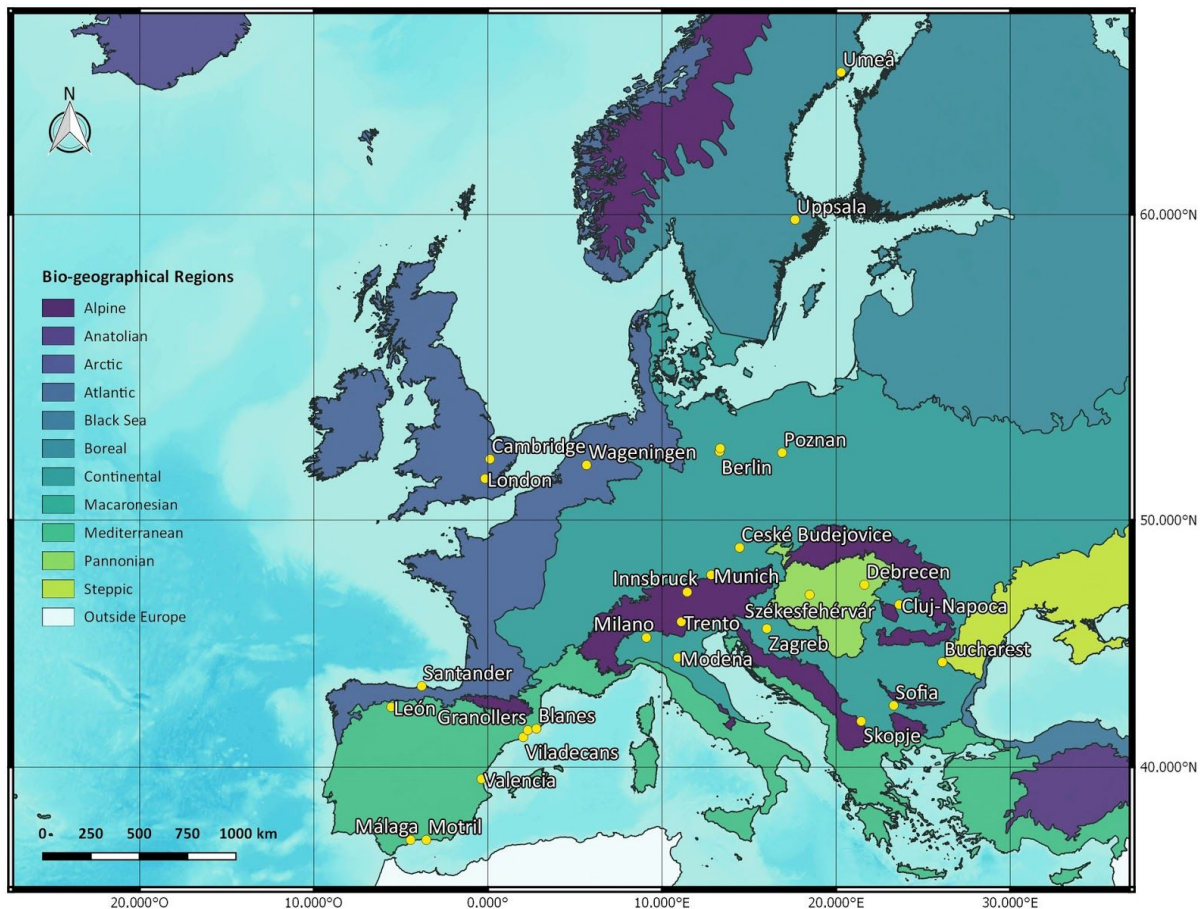 N
Umeå
Uppsala
60.000°N
Bio-geographical Regions
Alpine
Anatolian
Arctic
Atlantic
Black Sea
Boreal
Continental
Macaronesian
Mediterranean
Pannonian
Steppic
Outside Europe
Cambridge
Wageningen
London
Berlin
Poznan
50.000°N
Ceské Budejovice
Innsbruck
Munich
Debrecen
Székesfehérvár
Cluj-Napoca
Milano
Trento
Zagreb
Modena
Bucharest
Santander
Sofia
León
Granollers
Blanes
Skopje
Viladecans
40.000°N
Valencia
Málaga
Motril
0 250 500 750 1000 km
20.000°O 10.000°O 0.000° 10.000°E 20.000°E 30.000°E